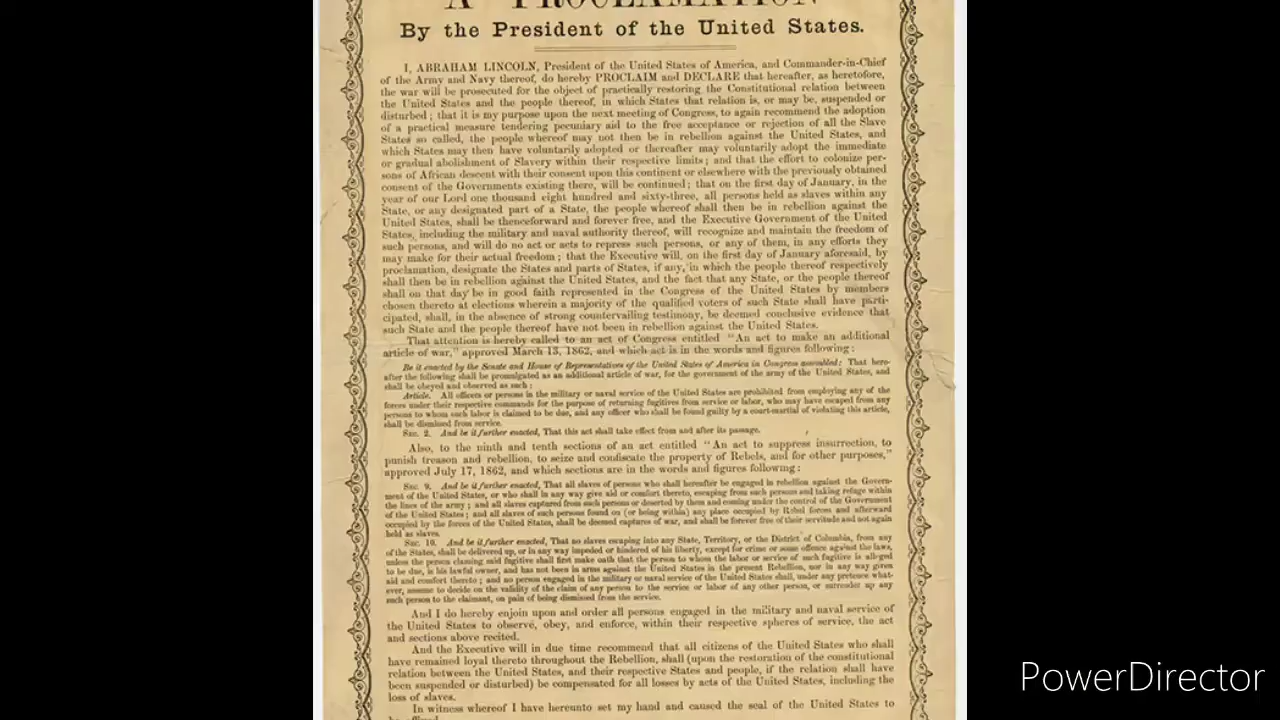 A PROCLAMATION
By the President of the United States.
I, ABRAHAM LINCOLN, President of the United States of America, and Commander-in-Chief
of the Army and Navy thereof, do hereby PROCLAIM and DECLARE that hereafter, as heretofore,
the war will be prosecuted for the object of practically restoring the Constitutional relation between
the United States and the people thereof, in which States that relation is, or may be, suspended or
disturbed; that it is my purpose upon the next meeting of Congress, to again recommend the adoption
of a practical measure tendering pecuniary aid to the free acceptance or rejection of all the Slave
States so called, the people whereof may not then be in rebellion against the United States, and
which States may then have voluntarily adopted or thereafter may voluntarily adopt the immediate
or gradual abolishment of Slavery within their respective limits; and that the effort to colonize per-
sons of African descent with their consent upon this continent or elsewhere with the previously obtained
consent of the Governments existing there, will be continued; that on the first day of January, in the
year of our Lord one thousand eight hundred and sixty-three, all persons held as slaves within any
State, or any designated part of a State, the people whereof shall then be in rebellion against the
United States, shall be thenceforward and forever free, and the Executive Government of the United
States, including the military and naval authority thereof, will recognize and maintain the freedom of
such persons, and will do no act or acts to repress such persons, or any of them, in any efforts they
may make for their actual freedom; that the Executive will, on the first day of January aforesaid, by
proclamation, designate the States and parts of States, if any, in which the people thereof respectively
shall then be in rebellion against the United States, and the fact that any State, or the people thereof
shall on that day be in good faith represented in the Congress of the United States by members
chosen thereto at elections wherein a majority of the qualified voters of such State shall have parti-
cipated, shall, in the absence of strong countervailing testimony, be deemed conclusive evidence that
such State and the people thereof have not been in rebellion against the United States.
That attention is hereby called to an act of Congress entitled "An act to make an additional
article of war," approved March 13, 1862, and which act is in the words and figures following:
Be it enacted by the Senate and House of Representatives of the United States of America in Congress assembled: That here-
after the following shall be promulgated as an additional article of war, for the government of the army of the United States, and
shall be obeyed and observed as such:
Article. All officers or persons in the military or naval service of the United States are prohibited from employing any of the
forces under their respective commands for the purpose of returning fugitives from service or labor, who may have escaped from any
persons to whom such labor is claimed to be due, and any officer who shall be found guilty by a court-martial of violating this article,
shall be dismissed from service.
SEC. 2. And be it further enacted, That this act shall take effect from and after its passage.
Also, to the ninth and tenth sections of an act entitled "An act to suppress insurrection, to
punish treason and rebellion, to seize and confiscate the property of Rebels, and for other purposes,"
approved July 17, 1862, and which sections are in the words and figures following:
SEC. 9. And be it further enacted, That all slaves of persons who shall hereafter be engaged in rebellion against the Govern-
ment of the United States, or who shall in any way give aid or comfort thereto, escaping from such persons and taking refuge within
the lines of the army; and all slaves captured from such persons or deserted by them and coming under the control of the Government
of the United States; and all slaves of such persons found on (or being within) any place occupied by Rebel forces and afterward
occupied by the forces of the United States, shall be deemed captures of war, and shall be forever free of their servitude and not again
held as slaves.
SEC. 10. And be it further enacted, That no slaves escaping into any State, Territory, or the District of Columbia, from any
of the States, shall be delivered up, or in any way impeded or hindered of his liberty, except for crime or some offence against the laws,
unless the person claiming said fugitive shall first make oath that the person to whom the labor or service of such fugitive is alleged
to be due, is his lawful owner, and has not been in arms against the United States in the present Rebellion, nor in any way given
aid and comfort thereto; and no person engaged in the military or naval service of the United States shall, under any pretence what-
ever, assume to decide on the validity of the claim of any person to the service or labor of any other person, or surrender up any
such person to the claimant, on pain of being dismissed from the service.
And I do hereby enjoin upon and order all persons engaged in the military and naval service of
the United States to observe, obey, and enforce, within their respective spheres of service, the act
and sections above recited.
And the Executive will in due time recommend that all citizens of the United States who shall
have remained loyal thereto throughout the Rebellion, shall (upon the restoration of the constitutional
relation between the United States, and their respective States and people, if the relation shall have
been suspended or disturbed) be compensated for all losses by acts of the United States, including the
loss of slaves.
In witness whereof I have hereunto set my hand and caused the seal of the United States to
PowerDirector